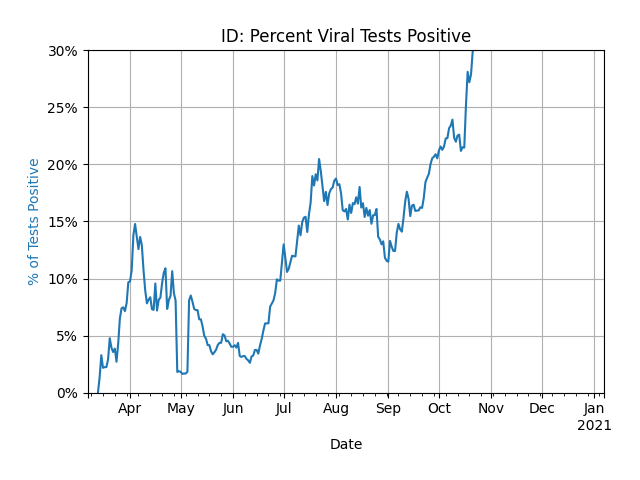 ID: Percent Viral Tests Positive
30%
25%
20%
15%
10%
5%
0%
% of Tests Positive
Apr May Jun Jul Aug Sep Oct Nov Dec Jan
2021
Date